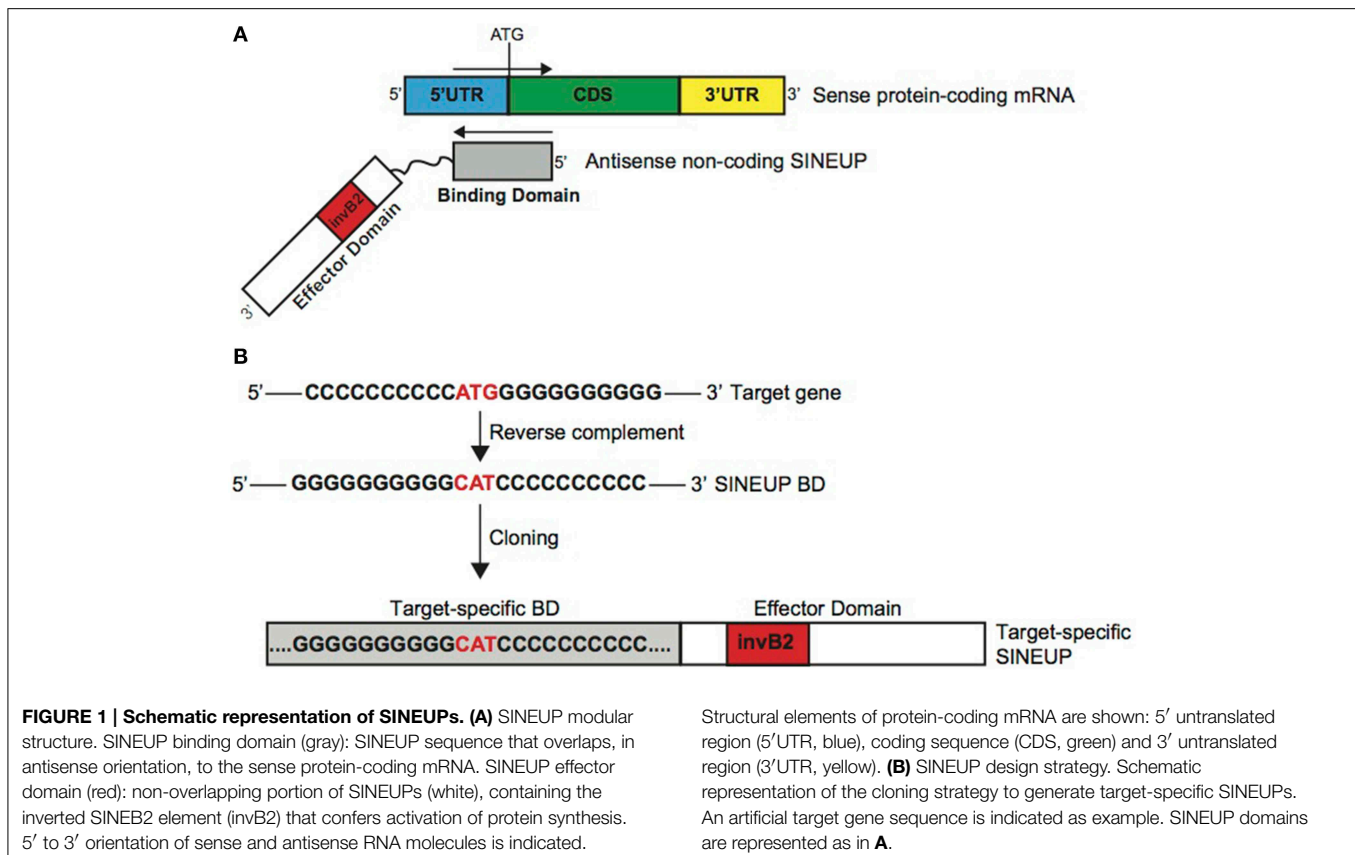 A
ATG
5' 5'UTR CDS 3'UTR 3' Sense protein-coding mRNA
5' Antisense non-coding SINEUP
Binding Domain
invB2
Effector Domain
3'
B
5' CCCCCCCCCCATGGGGGGGGGGG 3' Target gene
Reverse complement
5' GGGGGGGGGGCATCCCCCCCCCC 3' SINEUP BD
Cloning
Target-specific BD Effector Domain
....GGGGGGGGGGCATCCCCCCCCCC.... invB2 Target-specific
SINEUP
FIGURE 1 | Schematic representation of SINEUPs. (A) SINEUP modular
structure. SINEUP binding domain (gray): SINEUP sequence that overlaps, in
antisense orientation, to the sense protein-coding mRNA. SINEUP effector
domain (red): non-overlapping portion of SINEUPs (white), containing the
inverted SINEB2 element (invB2) that confers activation of protein synthesis.
5′ to 3′ orientation of sense and antisense RNA molecules is indicated.
Structural elements of protein-coding mRNA are shown: 5′ untranslated
region (5′UTR, blue), coding sequence (CDS, green) and 3′ untranslated
region (3′UTR, yellow). (B) SINEUP design strategy. Schematic
representation of the cloning strategy to generate target-specific SINEUPs.
An artificial target gene sequence is indicated as example. SINEUP domains
are represented as in A.